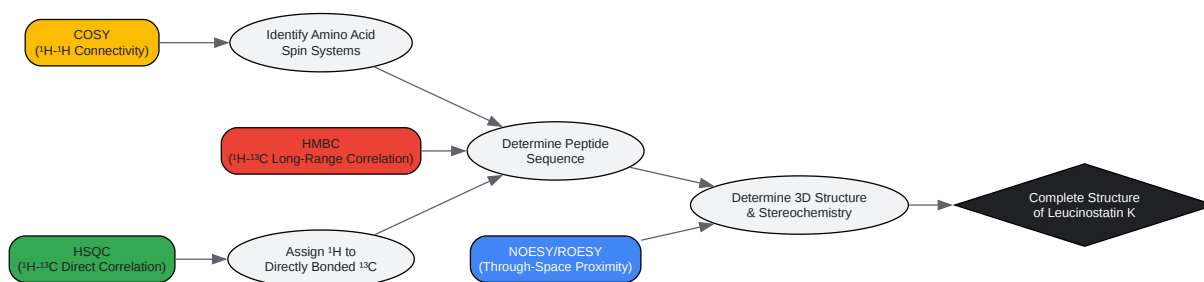 COSY
(¹H-¹H Connectivity)
Identify Amino Acid
Spin Systems
HMBC
(¹H-¹³C Long-Range Correlation)
Determine Peptide
Sequence
HSQC
(¹H-¹³C Direct Correlation)
Assign ¹H to
Directly Bonded ¹³C
NOESY/ROESY
(Through-Space Proximity)
Determine 3D Structure
& Stereochemistry
Complete Structure
of Leucinostatin K